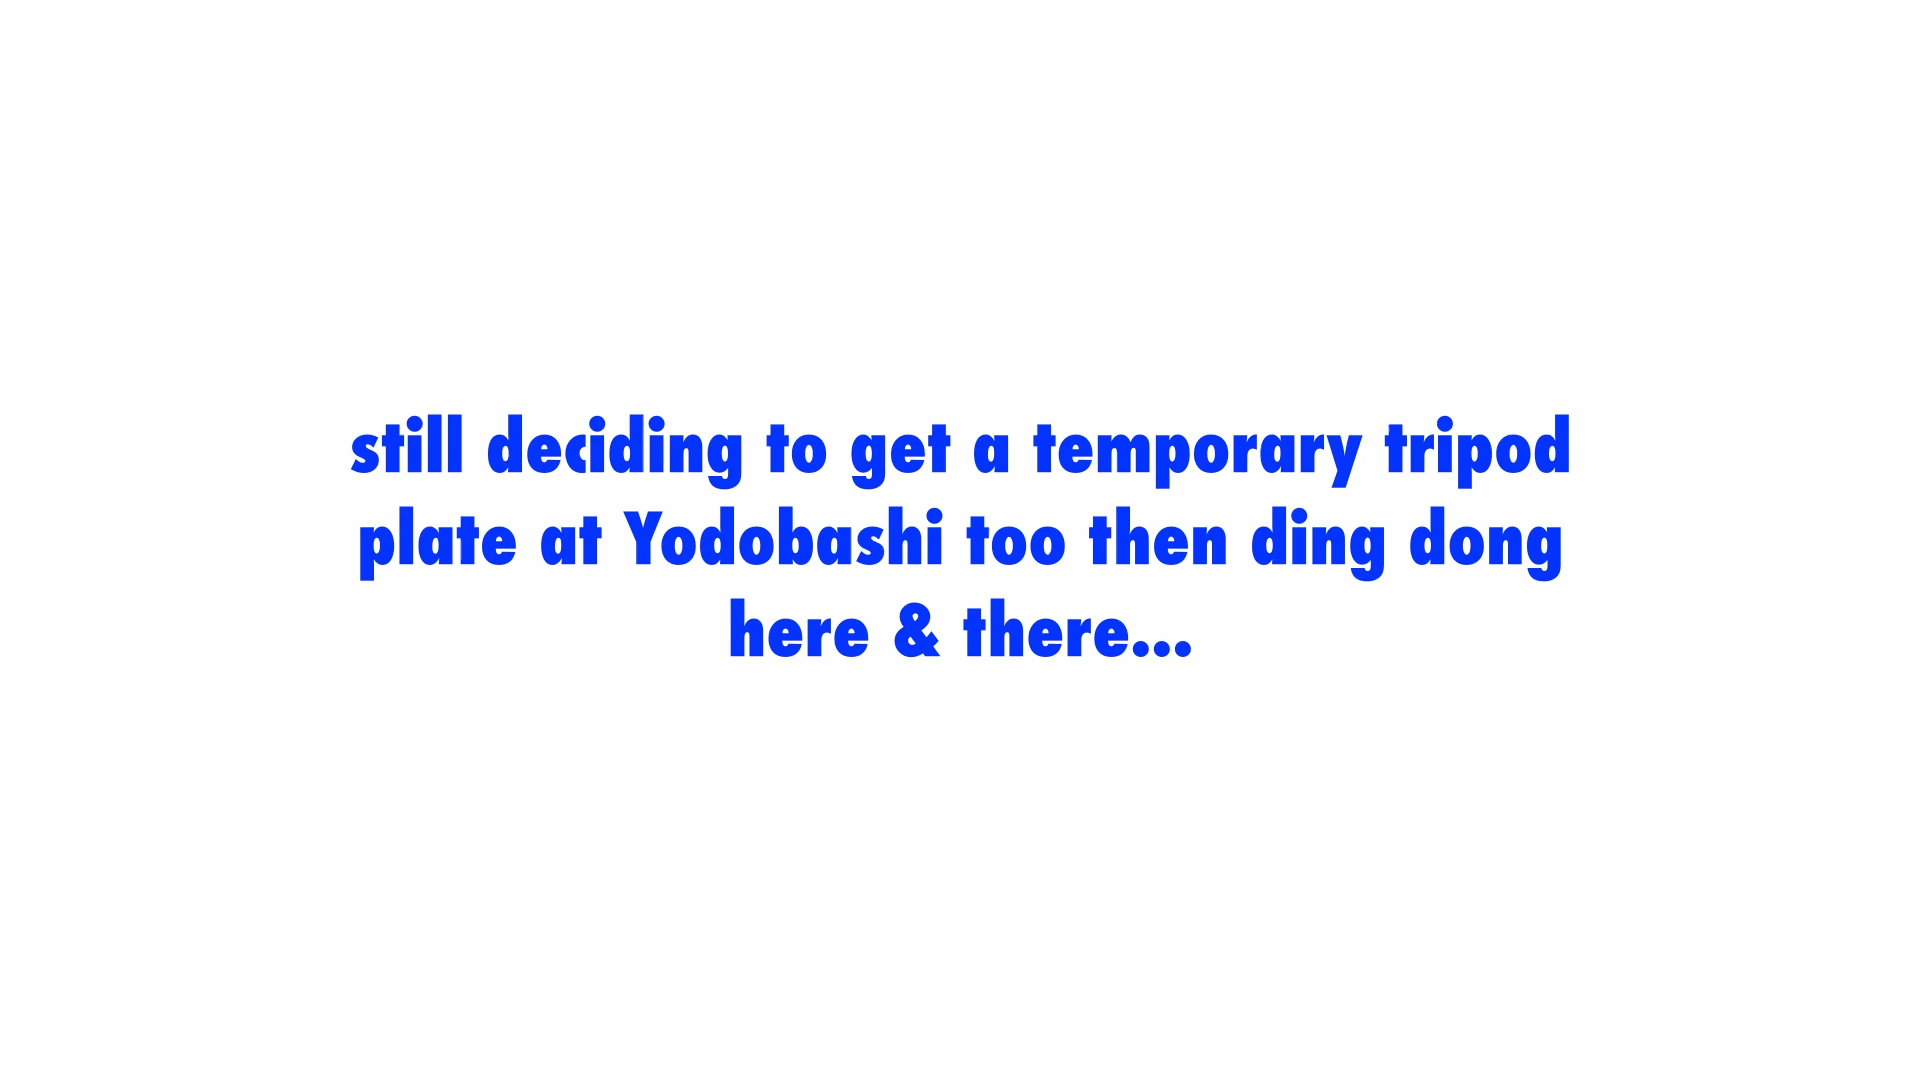 still deciding to get a temporary tripod
plate at Yodobashi too then ding dong
here & there...